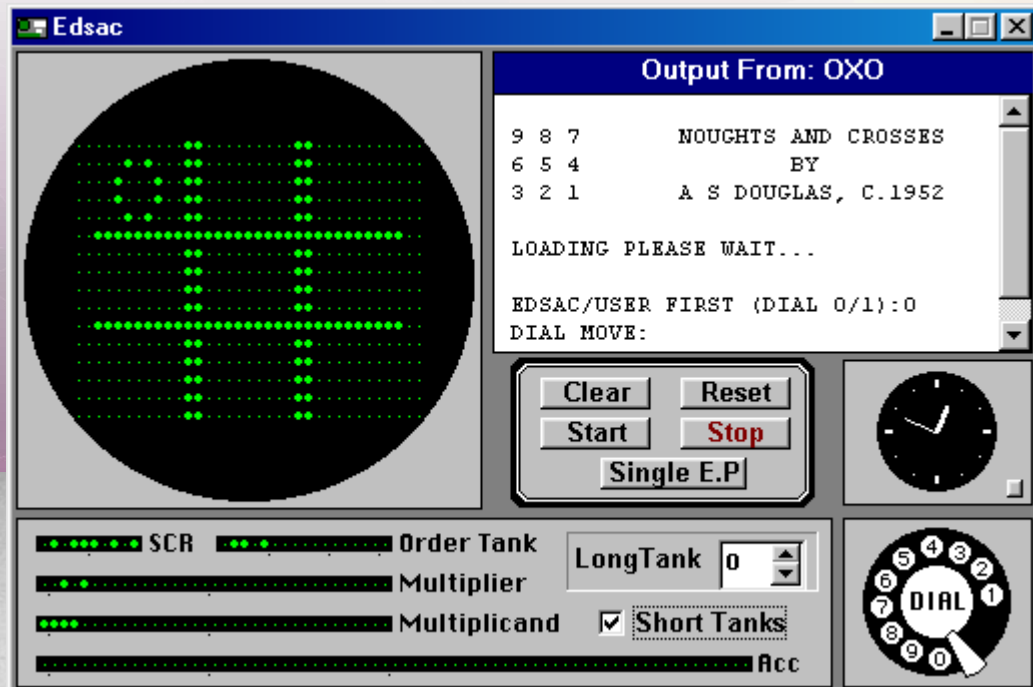 Edsac
Output From: OXO
9 8 7 NOUGHTS AND CROSSES
6 5 4 BY
3 2 1 A S DOUGLAS, C.1952
LOADING PLEASE WAIT...
EDSAC/USER FIRST (DIAL 0/1):0
DIAL MOVE:
Clear Reset
Start Stop
Single E.P
SCR Order Tank
LongTank 0
Multiplier
Multiplicand
Short Tanks
Acc
5 4 3 2 1
6 7 8 9 0
DIAL